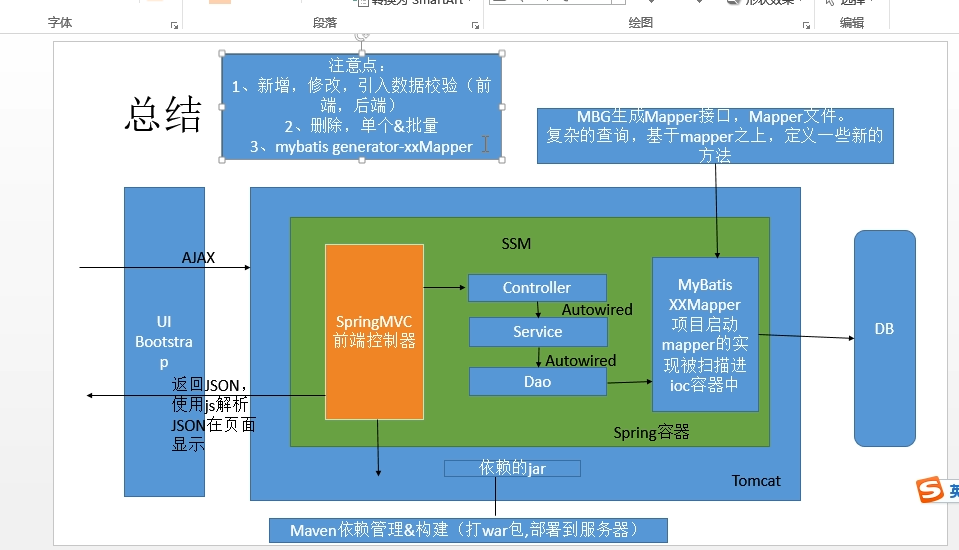 转换为 SmartArt
形状效果
选择
字体
段落
绘图
编辑
总结
注意点：
1、新增，修改，引入数据校验（前
端，后端）
2、删除，单个&批量
3、mybatis generator-xxMapper
MBG生成Mapper接口，Mapper文件。
复杂的查询，基于mapper之上，定义一些新的
方法
AJAX
UI
Bootstra
p
返回JSON，
使用js解析
JSON在页面
显示
SSM
SpringMVC
前端控制器
Controller
Autowired
Service
Autowired
Dao
MyBatis
XXMapper
项目启动
mapper的实
现被扫描进
ioc容器中
Spring容器
DB
依赖的jar
Tomcat
Maven依赖管理&构建（打war包,部署到服务器）
S
英